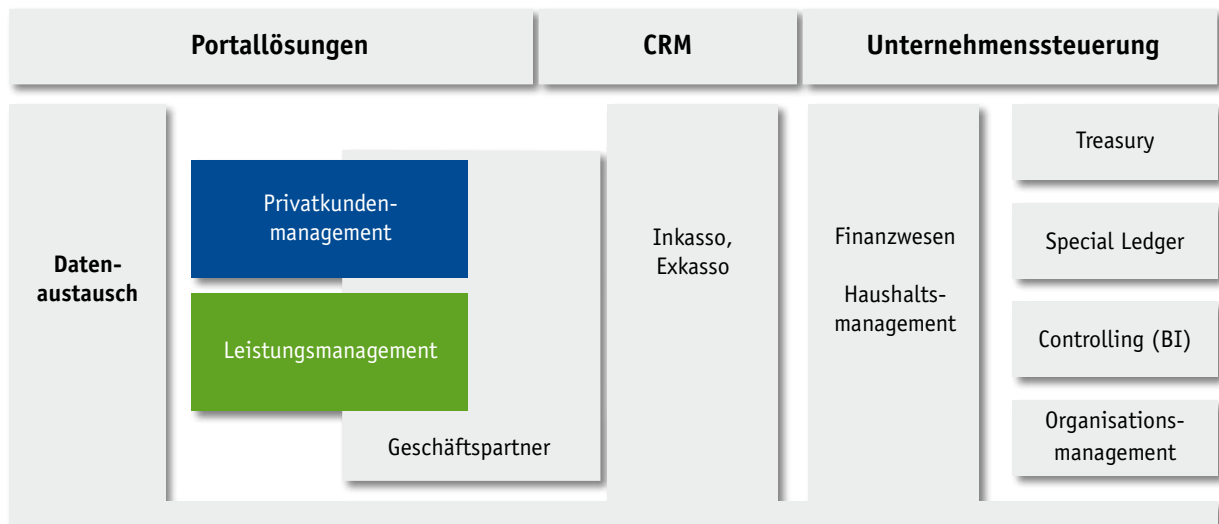 Portallösungen
CRM
Unternehmenssteuerung
Daten-
austausch
Privatkunden-
management
Leistungsmanagement
Geschäftspartner
Inkasso,
Exkasso
Finanzwesen
Haushalts-
management
Treasury
Special Ledger
Controlling (BI)
Organisations-
management